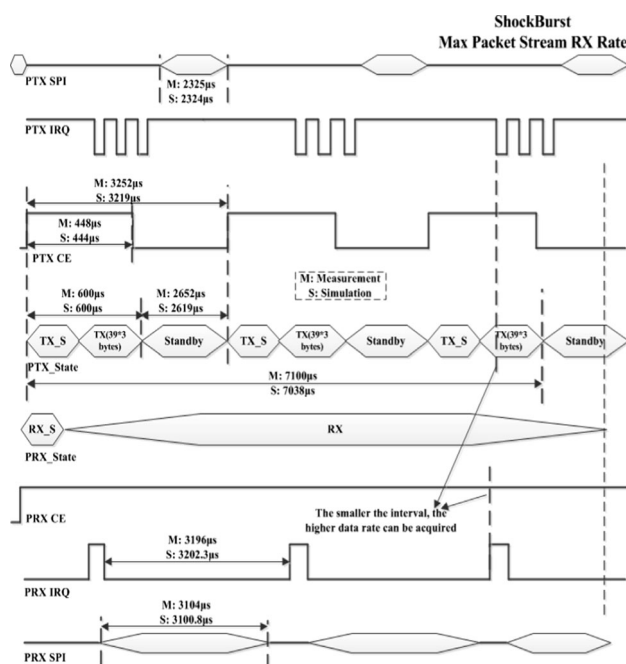 ShockBurst
Max Packet Stream RX Rate
PTX SPI
M: 2325μs
S: 2324μs
PTX IRQ
M: 3252μs
S: 3219μs
M: 448μs
S: 444μs
PTX CE
M: Measurement
S: Simulation
M: 600μs
S: 600μs
M: 2652μs
S: 2619μs
TX_S
TX(39*3
bytes)
Standby
TX_S
TX(39*3
bytes)
Standby
TX_S
TX(39*3
bytes)
Standby
PTX_State
M: 7100μs
S: 7038μs
RX_S
RX
PRX_State
PRX CE
The smaller the interval, the
higher data rate can be acquired
M: 3196μs
S: 3202.3μs
PRX IRQ
M: 3104μs
S: 3100.8μs
PRX SPI